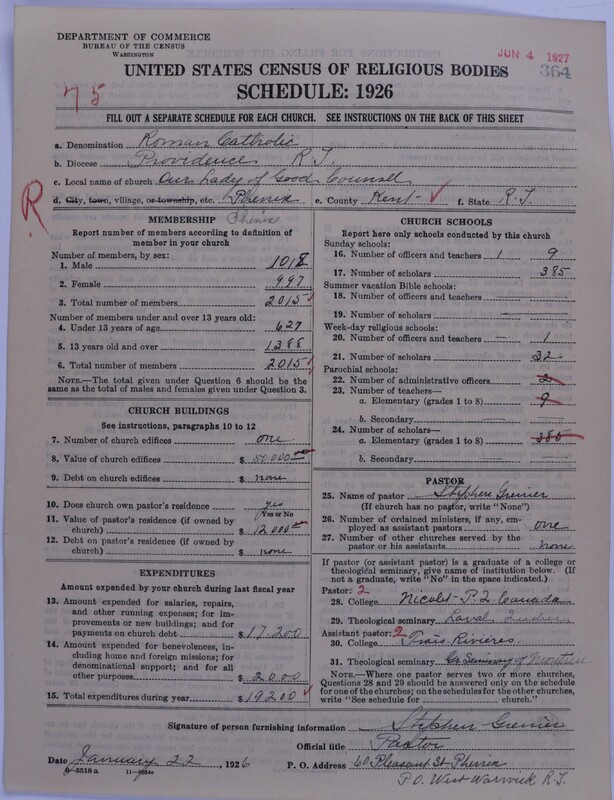 DEPARTMENT OF COMMERCE
BUREAU OF THE CENSUS
WASHINGTON
JUN 4 1927
364
UNITED STATES CENSUS OF RELIGIOUS BODIES
SCHEDULE: 1926
75
FILL OUT A SEPARATE SCHEDULE FOR EACH CHURCH. SEE INSTRUCTIONS ON THE BACK OF THIS SHEET
a. Denomination Roman Catholic
b. Diocese Providence R.I.
c. Local name of church Our Lady of Good Counsel
R
d. City, town, village, or township, etc. Phenix e. County Kent f. State R.I.
Phenix
MEMBERSHIP
Report number of members according to definition of member in your church
Number of members, by sex:
1. Male 1018
2. Female 997
3. Total number of members 2015
Number of members under and over 13 years old:
4. Under 13 years of age 627
5. 13 years old and over 1388
6. Total number of members 2015
NOTE.—The total given under Question 6 should be the same as the total of males and females given under Question 3.
CHURCH BUILDINGS
See instructions, paragraphs 10 to 12
7. Number of church edifices one
8. Value of church edifices $ 50.000
9. Debt on church edifices $ none
10. Does church own pastor's residence? yes
(Yes or No)
11. Value of pastor's residence (if owned by church) $ 12.000
12. Debt on pastor's residence (if owned by church) $ none
EXPENDITURES
Amount expended by your church during last fiscal year
13. Amount expended for salaries, repairs, and other running expenses; for improvements or new buildings; and for payments on church debt $ 17.200
14. Amount expended for benevolences, including home and foreign missions; for denominational support; and for all other purposes $ 2000
15. Total expenditures during year $ 19200
CHURCH SCHOOLS
Report here only schools conducted by this church
Sunday schools:
16. Number of officers and teachers 1 9
17. Number of scholars 385
Summer vacation Bible schools:
18. Number of officers and teachers
19. Number of scholars
Week-day religious schools:
20. Number of officers and teachers — 1
21. Number of scholars 32
Parochial schools:
22. Number of administrative officers 2
23. Number of teachers—
a. Elementary (grades 1 to 8) 9
b. Secondary
24. Number of scholars—
a. Elementary (grades 1 to 8) 385
b. Secondary
PASTOR
25. Name of pastor Stephen Grenier
(If church has no pastor, write "None")
26. Number of ordained ministers, if any, employed as assistant pastors one
27. Number of other churches served by the pastor or his assistants none
If pastor (or assistant pastor) is a graduate of a college or theological seminary, give name of institution below. (If not a graduate, write "No" in the space indicated.)
Pastor: 2
28. College Nicolet - P.Q. Canada
29. Theological seminary Laval Quebec
Assistant pastor: 2
30. College Trois Rivières
31. Theological seminary Gr Seminary of Montreal
NOTE.—Where one pastor serves two or more churches, Questions 28 and 29 should be answered only on the schedule for one of the churches; on the schedules for the other churches, write "See schedule for ____ church."
Signature of person furnishing information Stephen Grenier
Official title Pastor
Date January 22, 1926 P. O. Address 60 Pleasant St Phenix
8-5518a
P.O. West Warwick R.I.